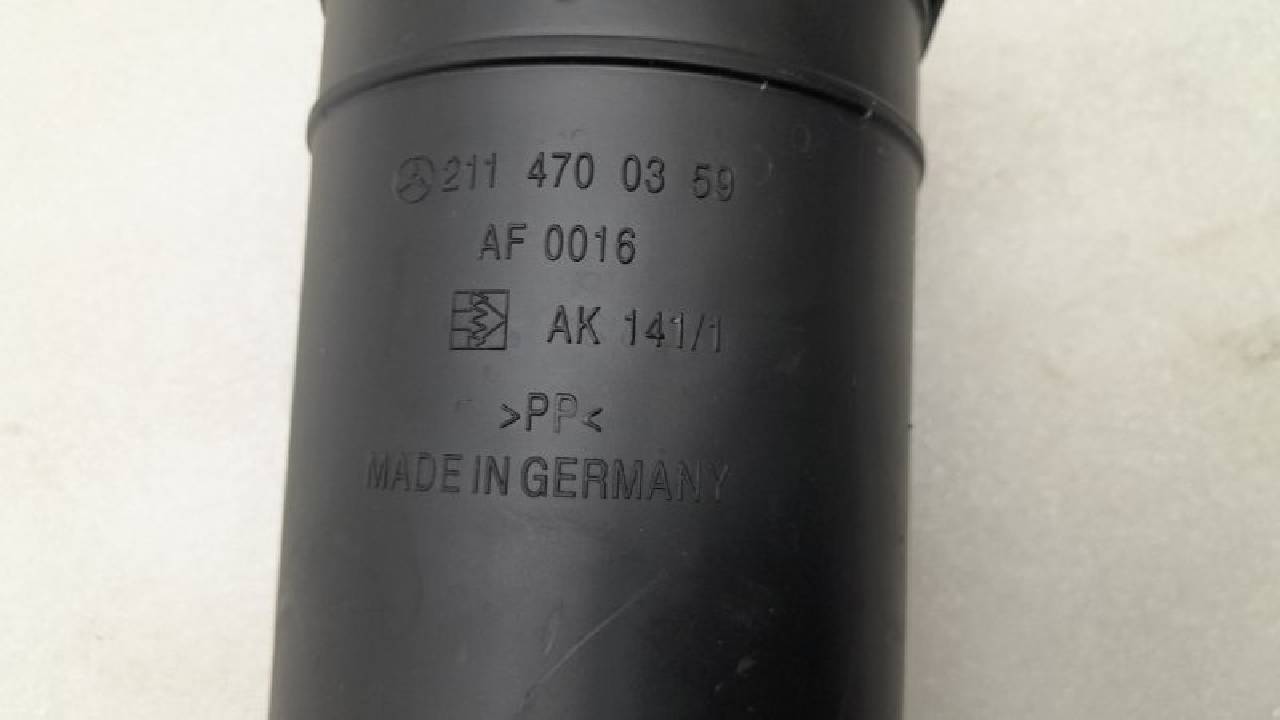 211 470 03 59
AF 0016
AK 141/1
>PP<
MADE IN GERMANY